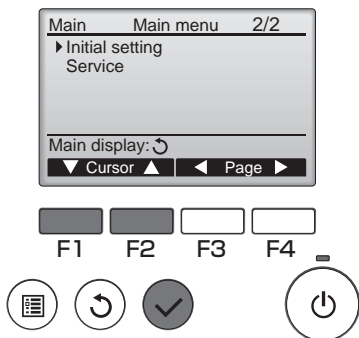 Main Main menu 2/2
Initial setting
Service
Main display:
Cursor Page
F1 F2 F3 F4